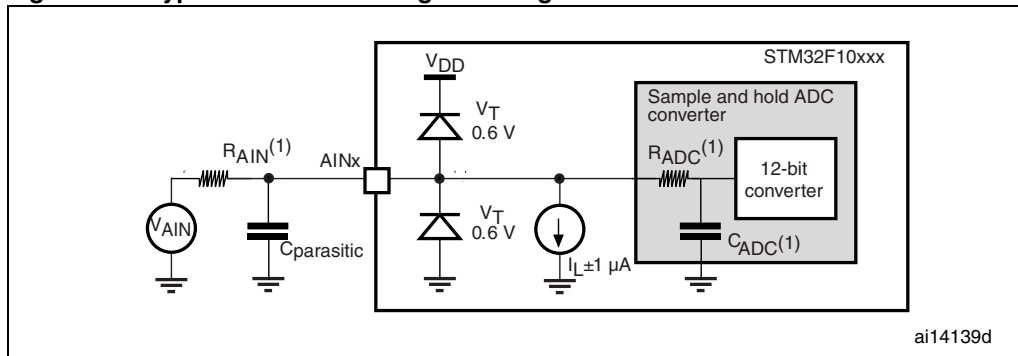 STM32F10xxx
VDD
Sample and hold ADC
converter
VT
0.6 V
RAIN(1)
AINx
RADC(1)
12-bit
converter
VAIN
Cparasitic
VT
0.6 V
IL±1 µA
CADC(1)
ai14139d